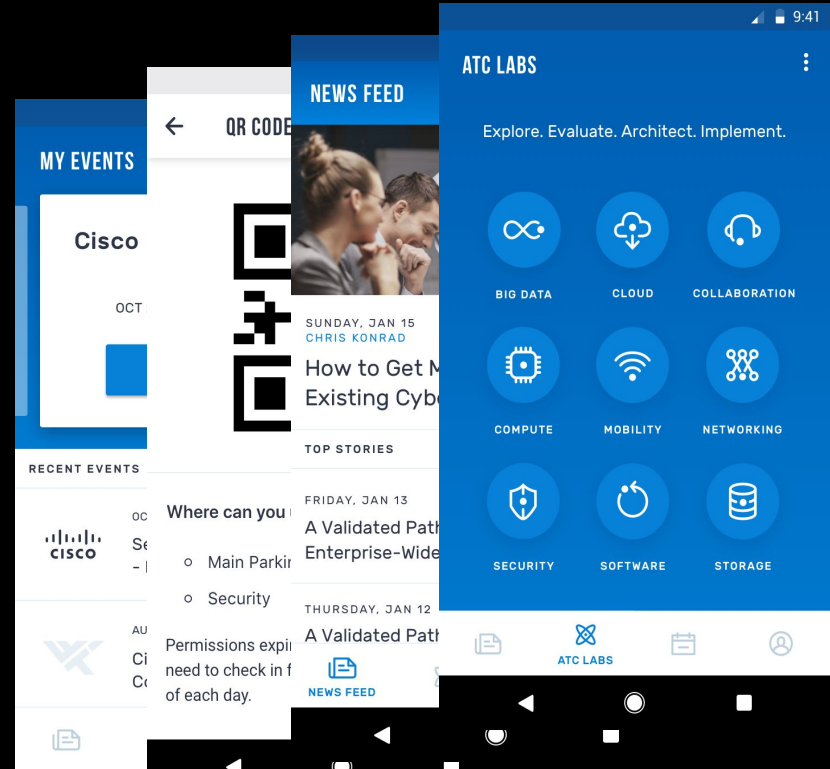 MY EVENTS
Cisco
OCT
RECENT EVENTS
CISCO
OC
Se
-
AU
Ci
Co
QR CODE
Where can you
Main Parkin
Security
Permissions expi
need to check in f
of each day.
NEWS FEED
SUNDAY, JAN 15
CHRIS KONRAD
How to Get M
Existing Cybe
TOP STORIES
FRIDAY, JAN 13
A Validated Path
Enterprise-Wide
THURSDAY, JAN 12
A Validated Path
NEWS FEED
9:41
ATC LABS
Explore. Evaluate. Architect. Implement.
BIG DATA CLOUD COLLABORATION
COMPUTE MOBILITY NETWORKING
SECURITY SOFTWARE STORAGE
ATC LABS